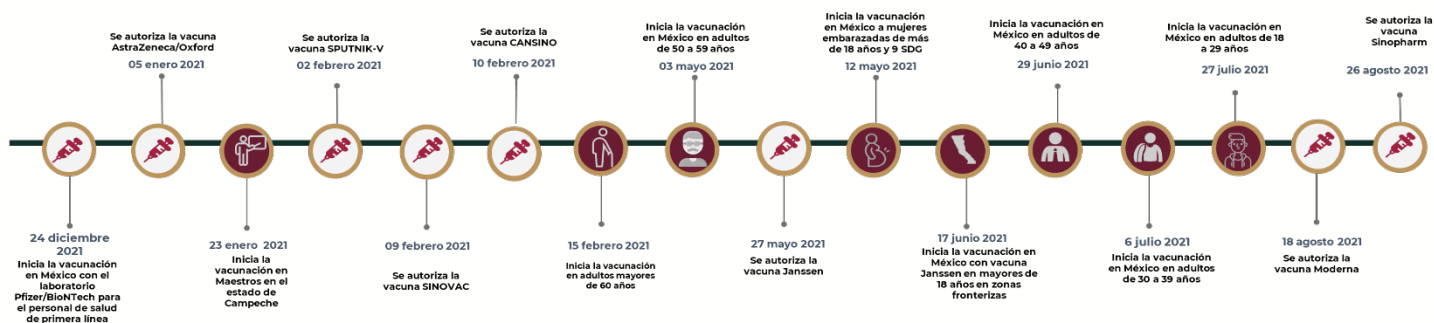 24 diciembre
2021
Inicia la vacunación
en México con el
laboratorio
Pfizer/BioNTech para
el personal de salud
de primera línea
Se autoriza la vacuna
AstraZeneca/Oxford
05 enero 2021
23 enero 2021
Inicia la
vacunación en
Maestros en el
estado de
Campeche
Se autoriza la
vacuna SPUTNIK-V
02 febrero 2021
09 febrero 2021
Se autoriza la
vacuna SINOVAC
Se autoriza la
vacuna CANSINO
10 febrero 2021
15 febrero 2021
Inicia la vacunación
en adultos mayores
de 60 años
Inicia la vacunación en
México en adultos
de 50 a 59 años
03 mayo 2021
27 mayo 2021
Se autoriza la
vacuna Janssen
Inicia la vacunación en
México a mujeres
embarazadas de más
de 18 años y 9 SDG
12 mayo 2021
17 junio 2021
Inicia la vacunación en
México con vacuna
Janssen en mayores de
18 años en zonas
fronterizas
Inicia la vacunación en
México en adultos de
40 a 49 años
29 junio 2021
6 julio 2021
Inicia la vacunación
en México en adultos
de 30 a 39 años
Inicia la vacunación en
México en adultos de 18
a 29 años
27 julio 2021
18 agosto 2021
Se autoriza la
vacuna Moderna
Se autoriza la
vacuna
Sinopharm
26 agosto 2021